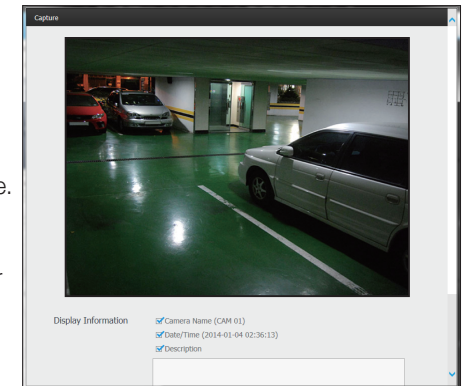 Capture
e.
Display Information
Camera Name (CAM 01)
Date/Time (2014-01-04 02:36:13)
Description